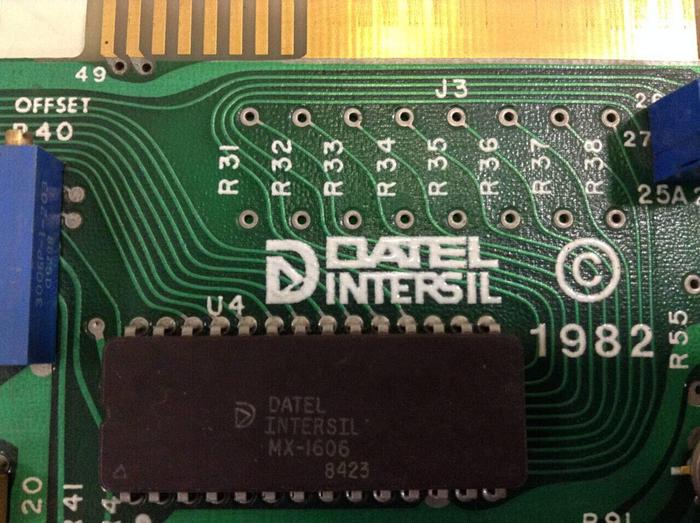 49
J3
OFFSET
R40
26
27
R31
R32
R33
R34
R35
R36
R37
R38
25A
DATEL
INTERSIL
©
1982
U4
R55
DATEL
INTERSIL
MX-1606
8423
20
R41